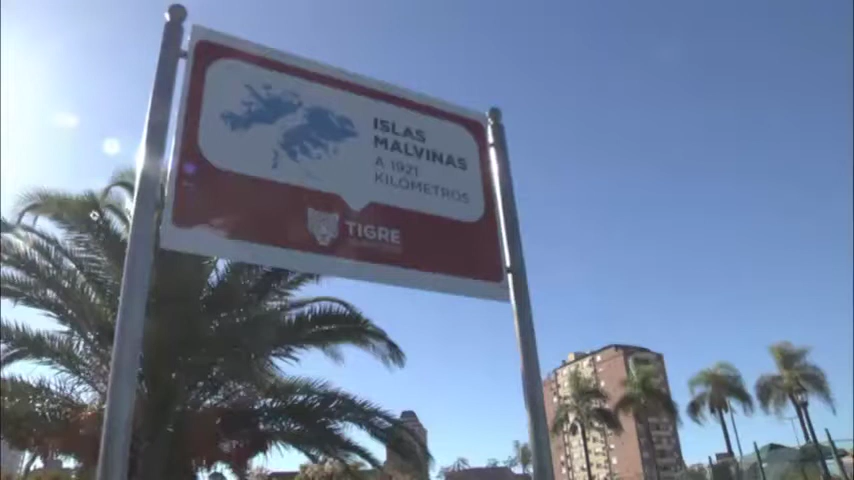 ISLAS
MALVINAS
A 1921
KILÓMETROS
TIGRE